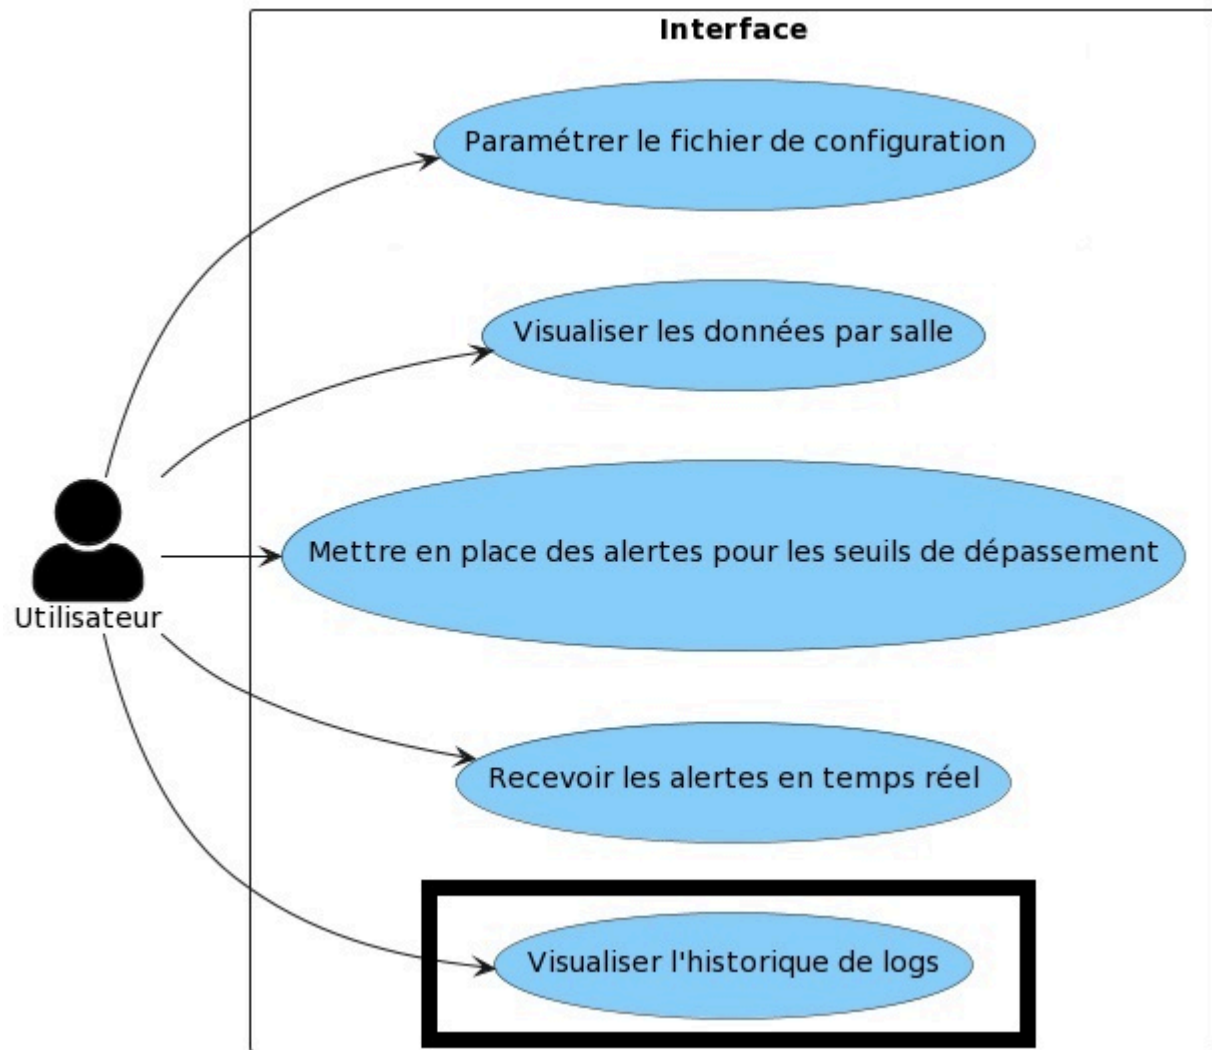 Interface
Paramétrer le fichier de configuration
Visualiser les données par salle
Mettre en place des alertes pour les seuils de dépassement
Utilisateur
Recevoir les alertes en temps réel
Visualiser l'historique de logs